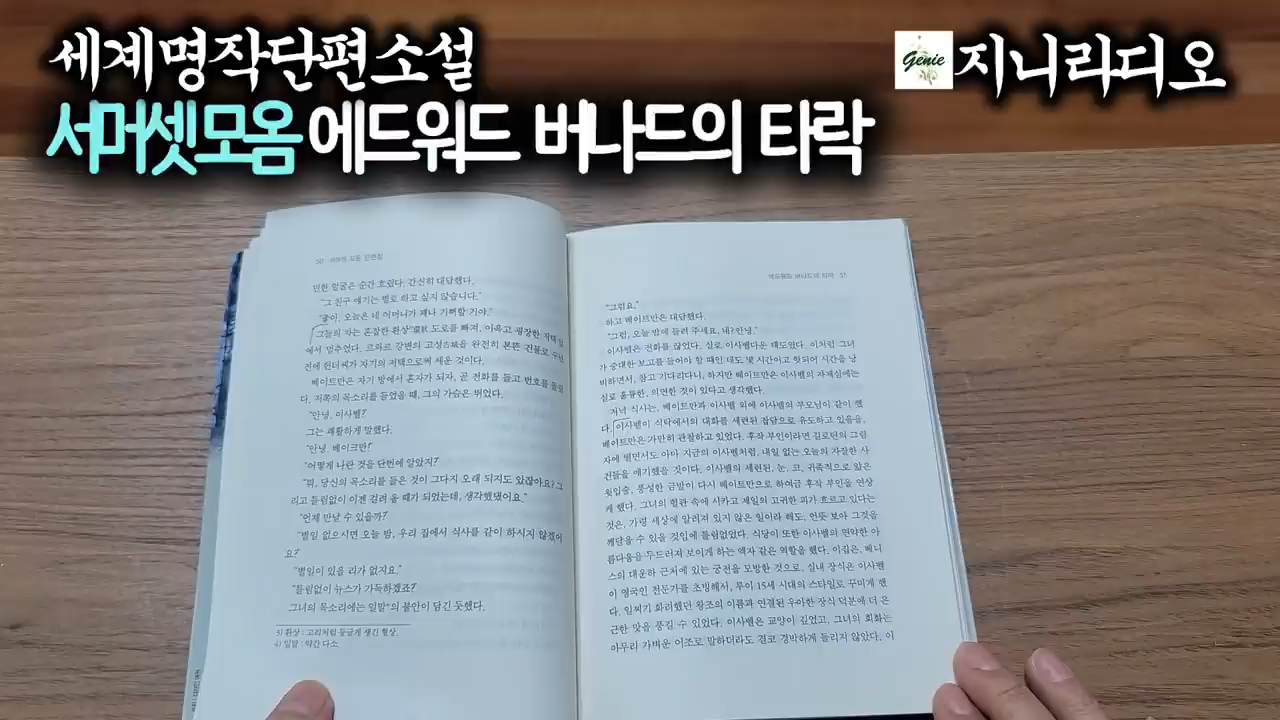 세계명작단편소설
Genie
지니라디오
서머셋모옴 에드워드 버나드의 타락
50 서머셋 모옴 단편집
민한 얼굴은 순간 흐렸다. 간신히 대답했다.
"그 친구 얘기는 별로 하고 싶지 않습니다."
"좋아. 오늘은 네 어머니가 꽤나 기뻐할 거야."
그들의 차는 혼잡한 환상 도로를 빠져, 이윽고 굉장한 저택 앞
에서 멈추었다. 르와르 강변의 고성古城을 완전히 본뜬 건물로 수년
전에 헌터씨가 자기의 저택으로써 세운 것이다.
베이트만은 자기 방에서 혼자가 되자, 곧 전화를 들고 번호를 돌렸
다. 저쪽의 목소리를 들었을 때, 그의 가슴은 뛰었다.
"안녕, 이사벨?
그는 쾌활하게 말했다.
"안녕. 베이크만!"
"어떻게 나란 것을 단번에 알았지?
"뭐, 당신의 목소리를 들은 것이 그다지 오래 되지도 않잖아요? 그
리고 틀림없이 이젠 걸려 올 때가 되었는데, 생각했댔어요."
"언제 만날 수 있을까?
"별일 없으시면 오늘 밤, 우리 집에서 식사를 같이 하시지 않겠어
요?
"별일이 있을 리가 없지요."
"틀림없이 뉴스가 가득하겠죠?
그녀의 목소리에는 일말의 불안이 담긴 듯했다.
3) 환상 : 고리처럼 둥글게 생긴 형상.
4) 일말 : 약간 다소
에드워드 버나드의 타락 51
"그럼요."
하고 베이트만은 대답했다.
"그럼, 오늘 밤에 들려 주세요, 네? 안녕."
이사벨은 전화를 끊었다. 실로 이사벨다운 태도였다. 이처럼 그녀
가 중대한 보고를 들어야 할 때인 대도 몇 시간이고 헛되이 시간을 낭
비하면서, 참고 기다리다니, 하지만 베이트만은 이사벨의 자제심에는
실로 훌륭한, 의연한 것이 있다고 생각했다.
저녁 식사는, 베이트만과 이사벨 외에 이사벨의 부모님이 같이 했
다. 이사벨이 식탁에서의 대화를 세련된 잡담으로 유도하고 있음을,
베이트만은 가만히 관찰하고 있었다. 후작 부인이라면 길로틴의 그림
자에 떨면서도 아마 지금의 이사벨처럼, 내일 없는 오늘의 자잘한 사
건들을 얘기했을 것이다. 이사벨의 세련된, 눈, 코, 귀족적으로 얇은
윗입술, 풍성한 금발이 다시 베이트만으로 하여금 후작 부인을 연상
케 했다. 그녀의 혈관 속에 시카고 제일의 고귀한 피가 흐르고 있다는
것은, 가령 세상에 알려져 있지 않은 일이라 해도, 언뜻 보아 그것을
깨달을 수 있을 것임에 틀림없었다. 식당이 또한 이사벨의 연약한 아
름다움을 두드러져 보이게 하는 액자 같은 역할을 했다. 이집은, 베니
스의 대운하 근처에 있는 궁전을 모방한 것으로, 실내 장식은 이사벨
이 영국인 전문가를 초빙해서, 루이 15세 시대의 스타일로 꾸미게 했
다. 일찌기 화려했던 왕조의 이름과 연결된 우아한 장식 덕분에 더 은
근한 맛을 풍길 수 있었다. 이사벨은 교양이 깊었고, 그녀의 회화는
아무리 가벼운 이조로 말하더라도 결코 경박하게 들리지 않았다. 이